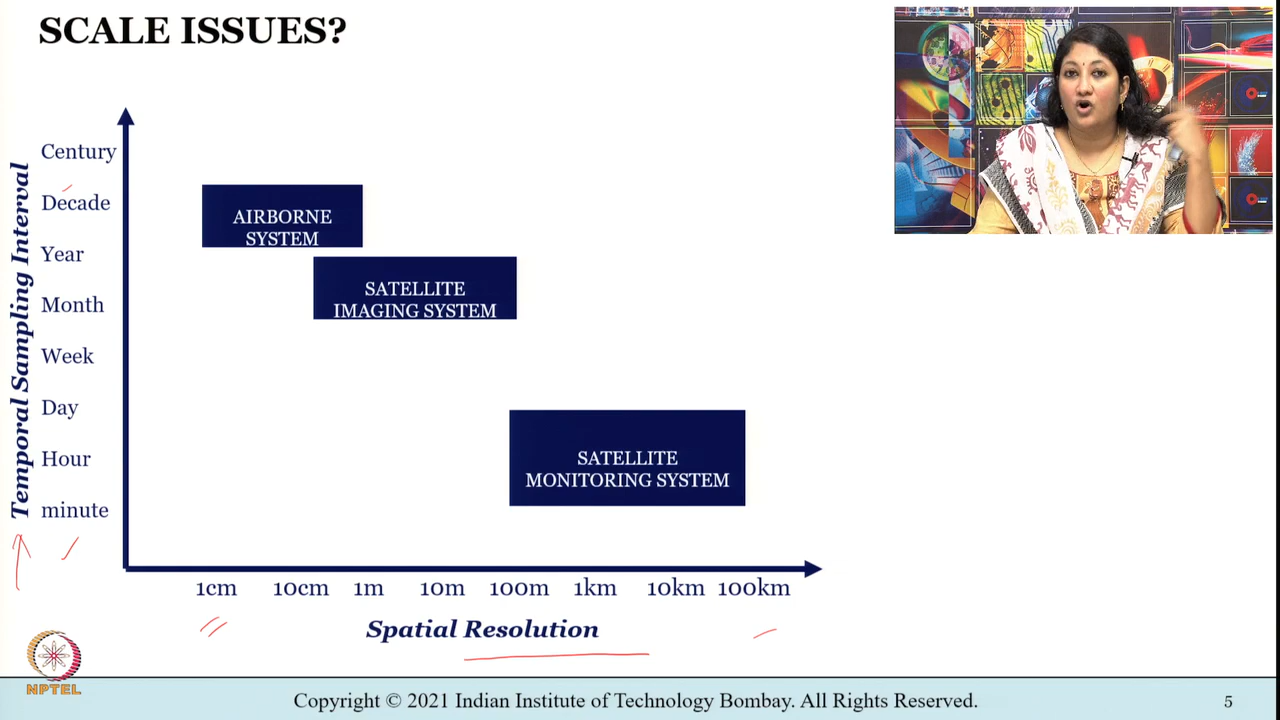 SCALE ISSUES?
Temporal Sampling Interval
Century
Decade
Year
Month
Week
Day
Hour
minute
AIRBORNE
SYSTEM
SATELLITE
IMAGING SYSTEM
SATELLITE
MONITORING SYSTEM
1cm 10cm 1m 10m 100m 1km 10km 100km
Spatial Resolution
NPTEL
Copyright © 2021 Indian Institute of Technology Bombay. All Rights Reserved.
5